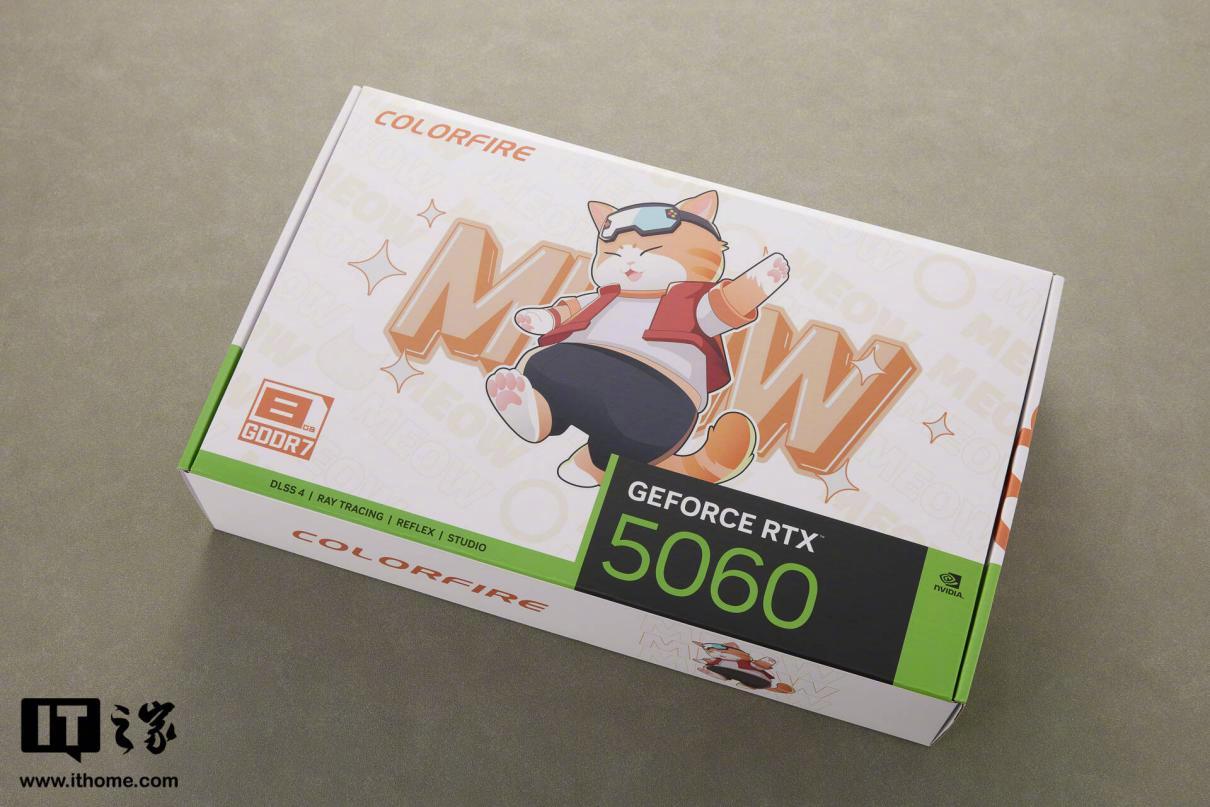 COLORFIRE
MEOW
8GB
GDDR7
DLSS 4 | RAY TRACING | REFLEX | STUDIO
GEFORCE RTX™
5060
NVIDIA.
COLORFIRE
IT之家
www.ithome.com